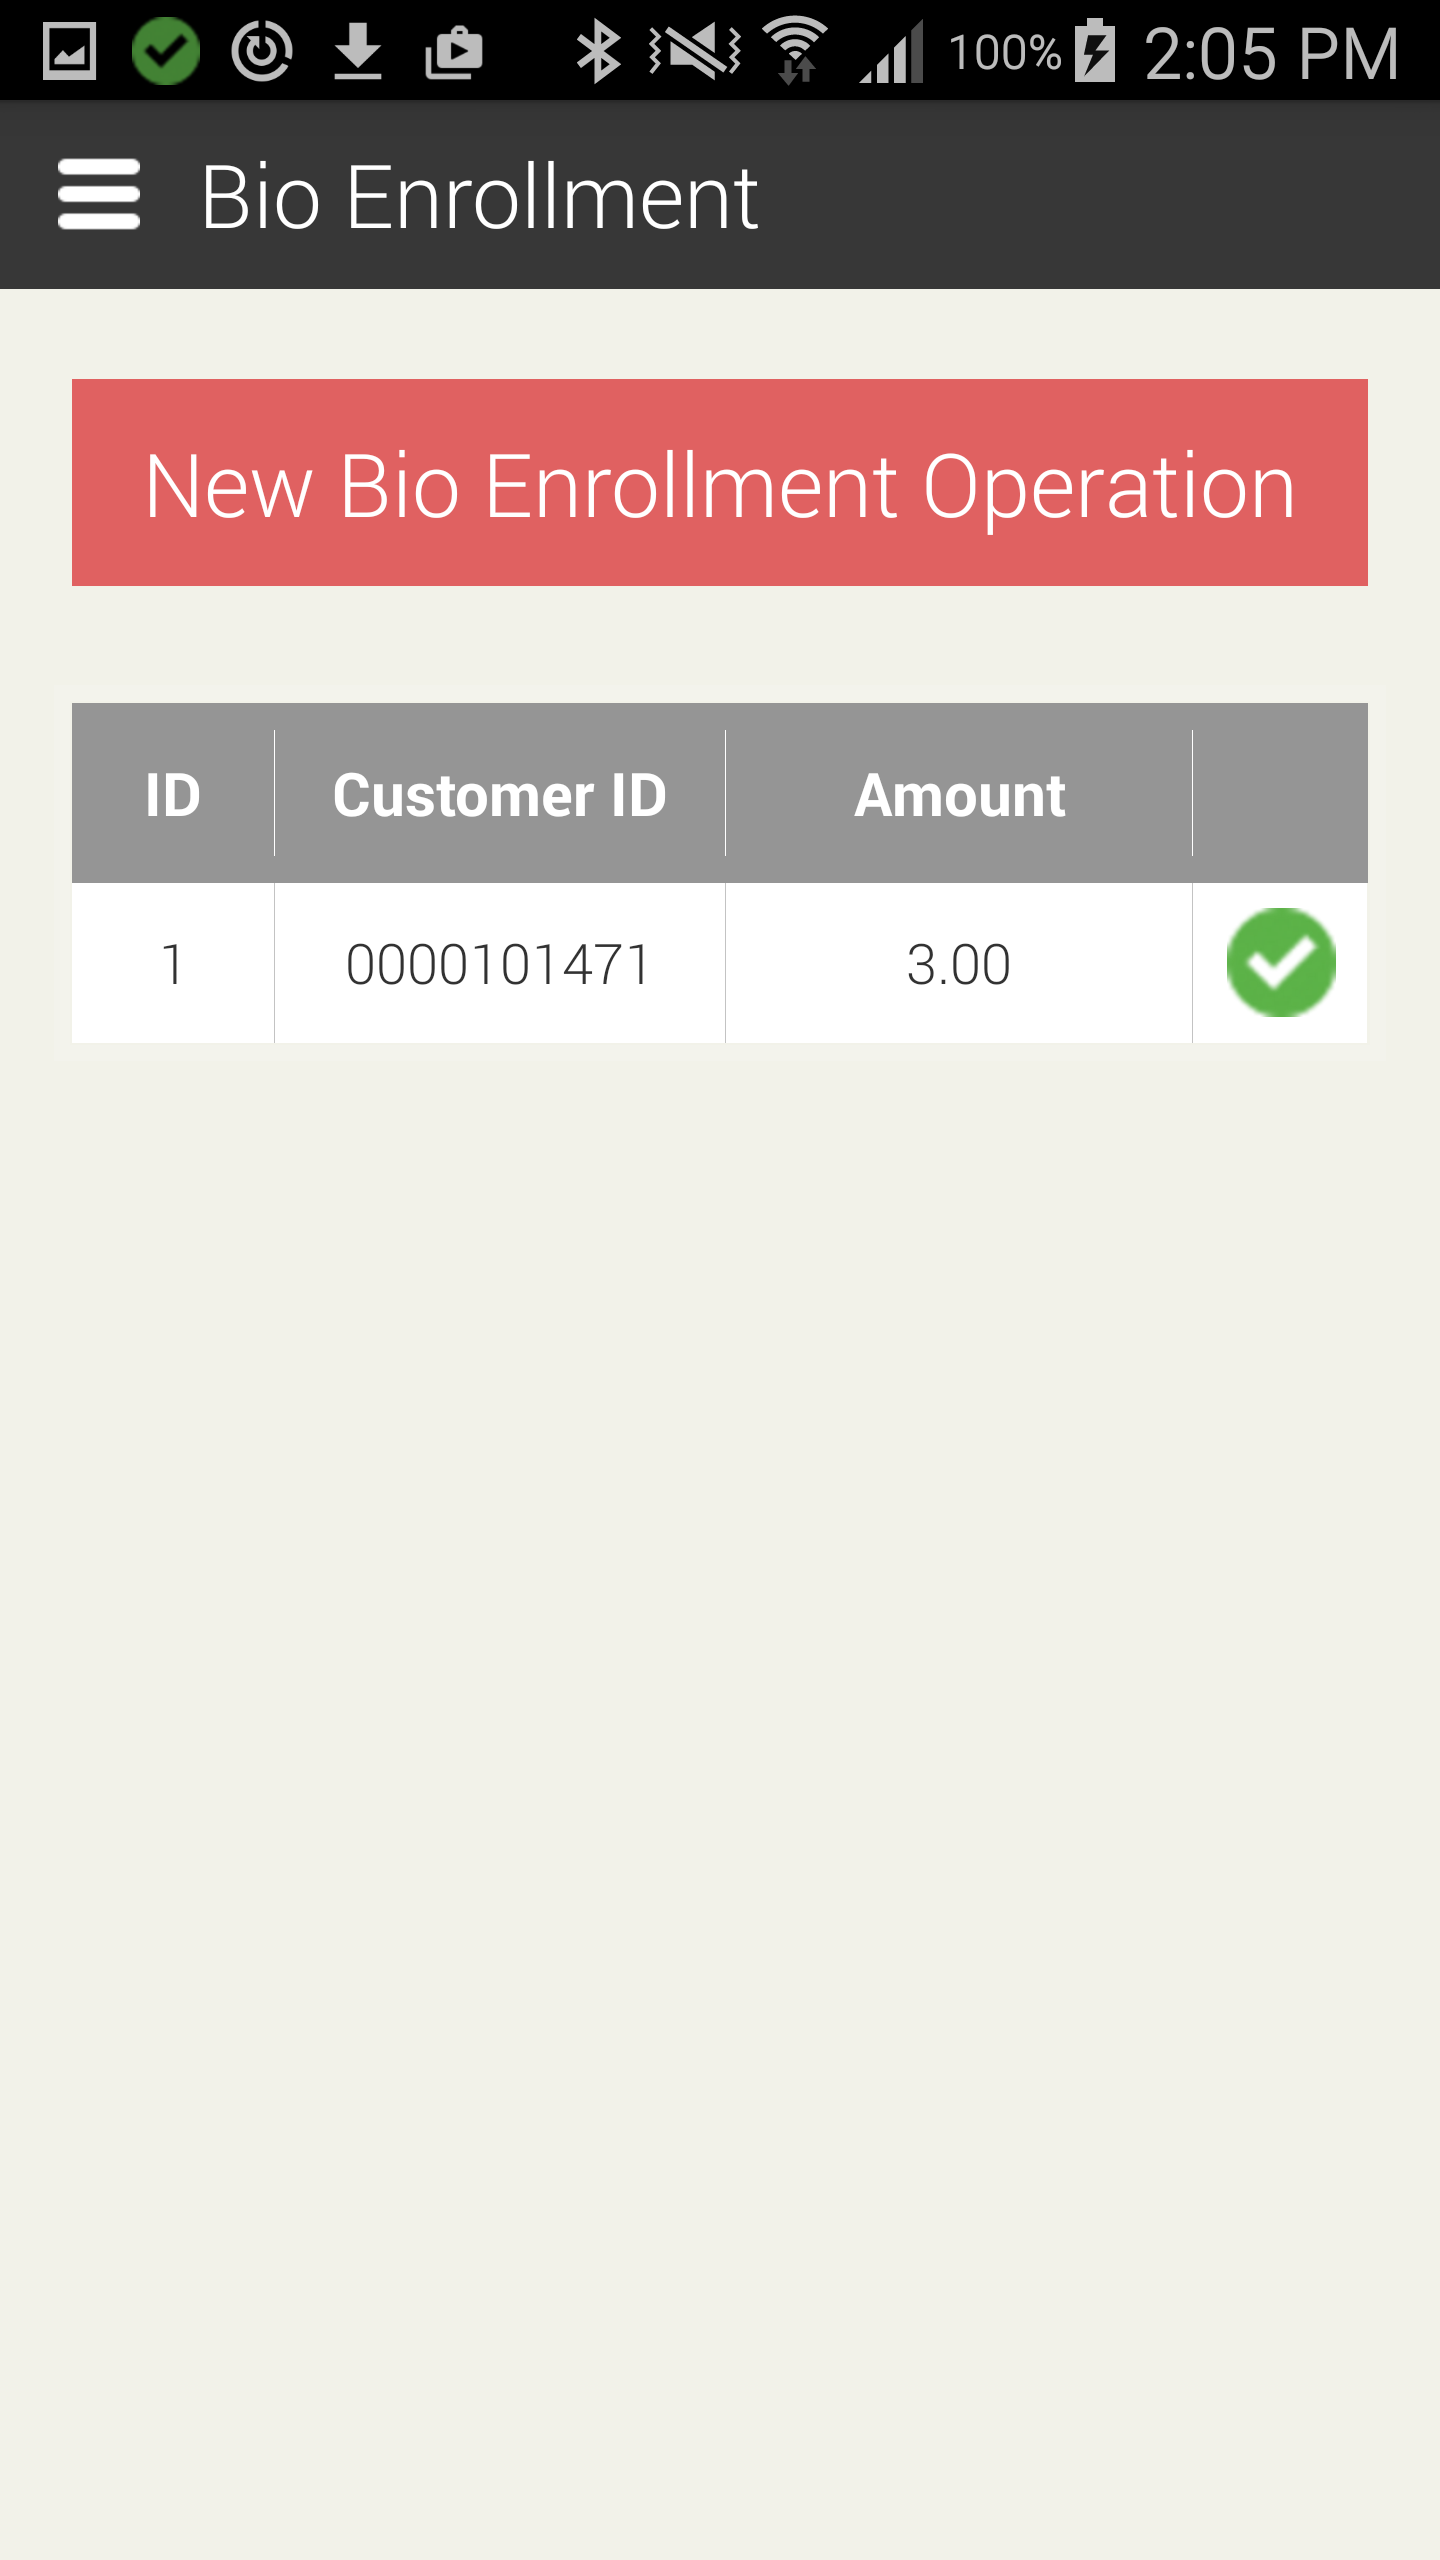 100% 2:05 PM
Bio Enrollment
New Bio Enrollment Operation
ID Customer ID Amount
1 0000101471 3.00